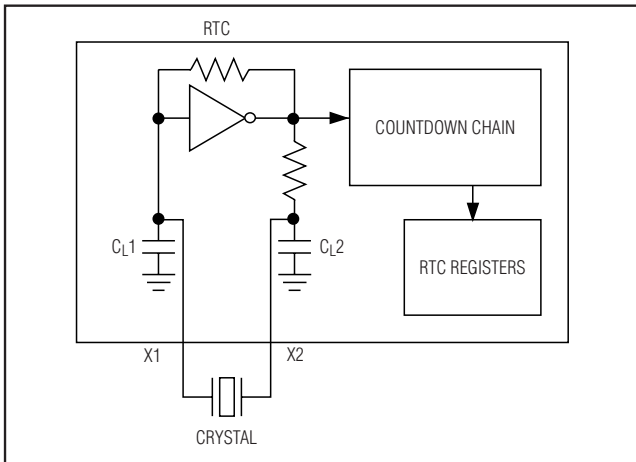 RTC
COUNTDOWN CHAIN
RTC REGISTERS
CL1
CL2
X1
X2
CRYSTAL